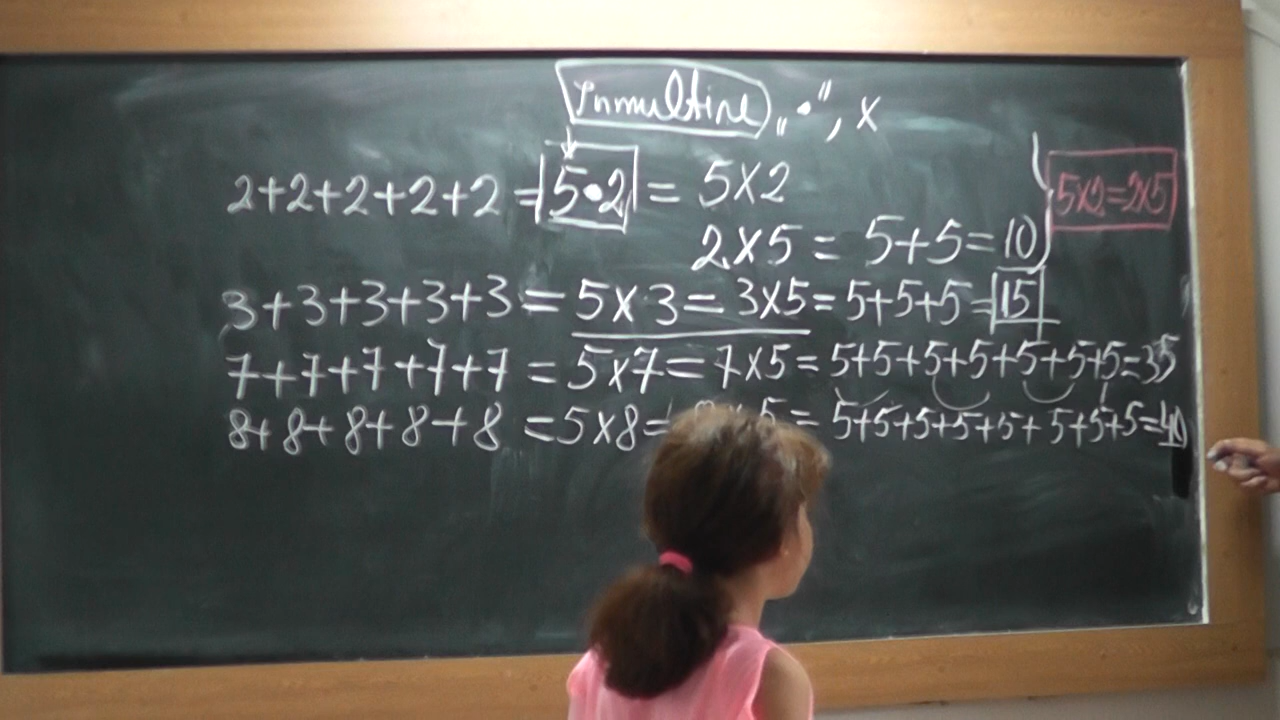 Inmultire „•”, x
2+2+2+2+2 = 5•2 = 5x2
5x2=2x5
2x5 = 5+5=10
3+3+3+3+3 = 5x3 = 3x5 = 5+5+5=15
7+7+7+7+7 = 5x7 = 7x5 = 5+5+5+5+5+5+5=35
8+8+8+8+8 =5x8= 8x5= 5+5+5+5+5+5+5+5=40